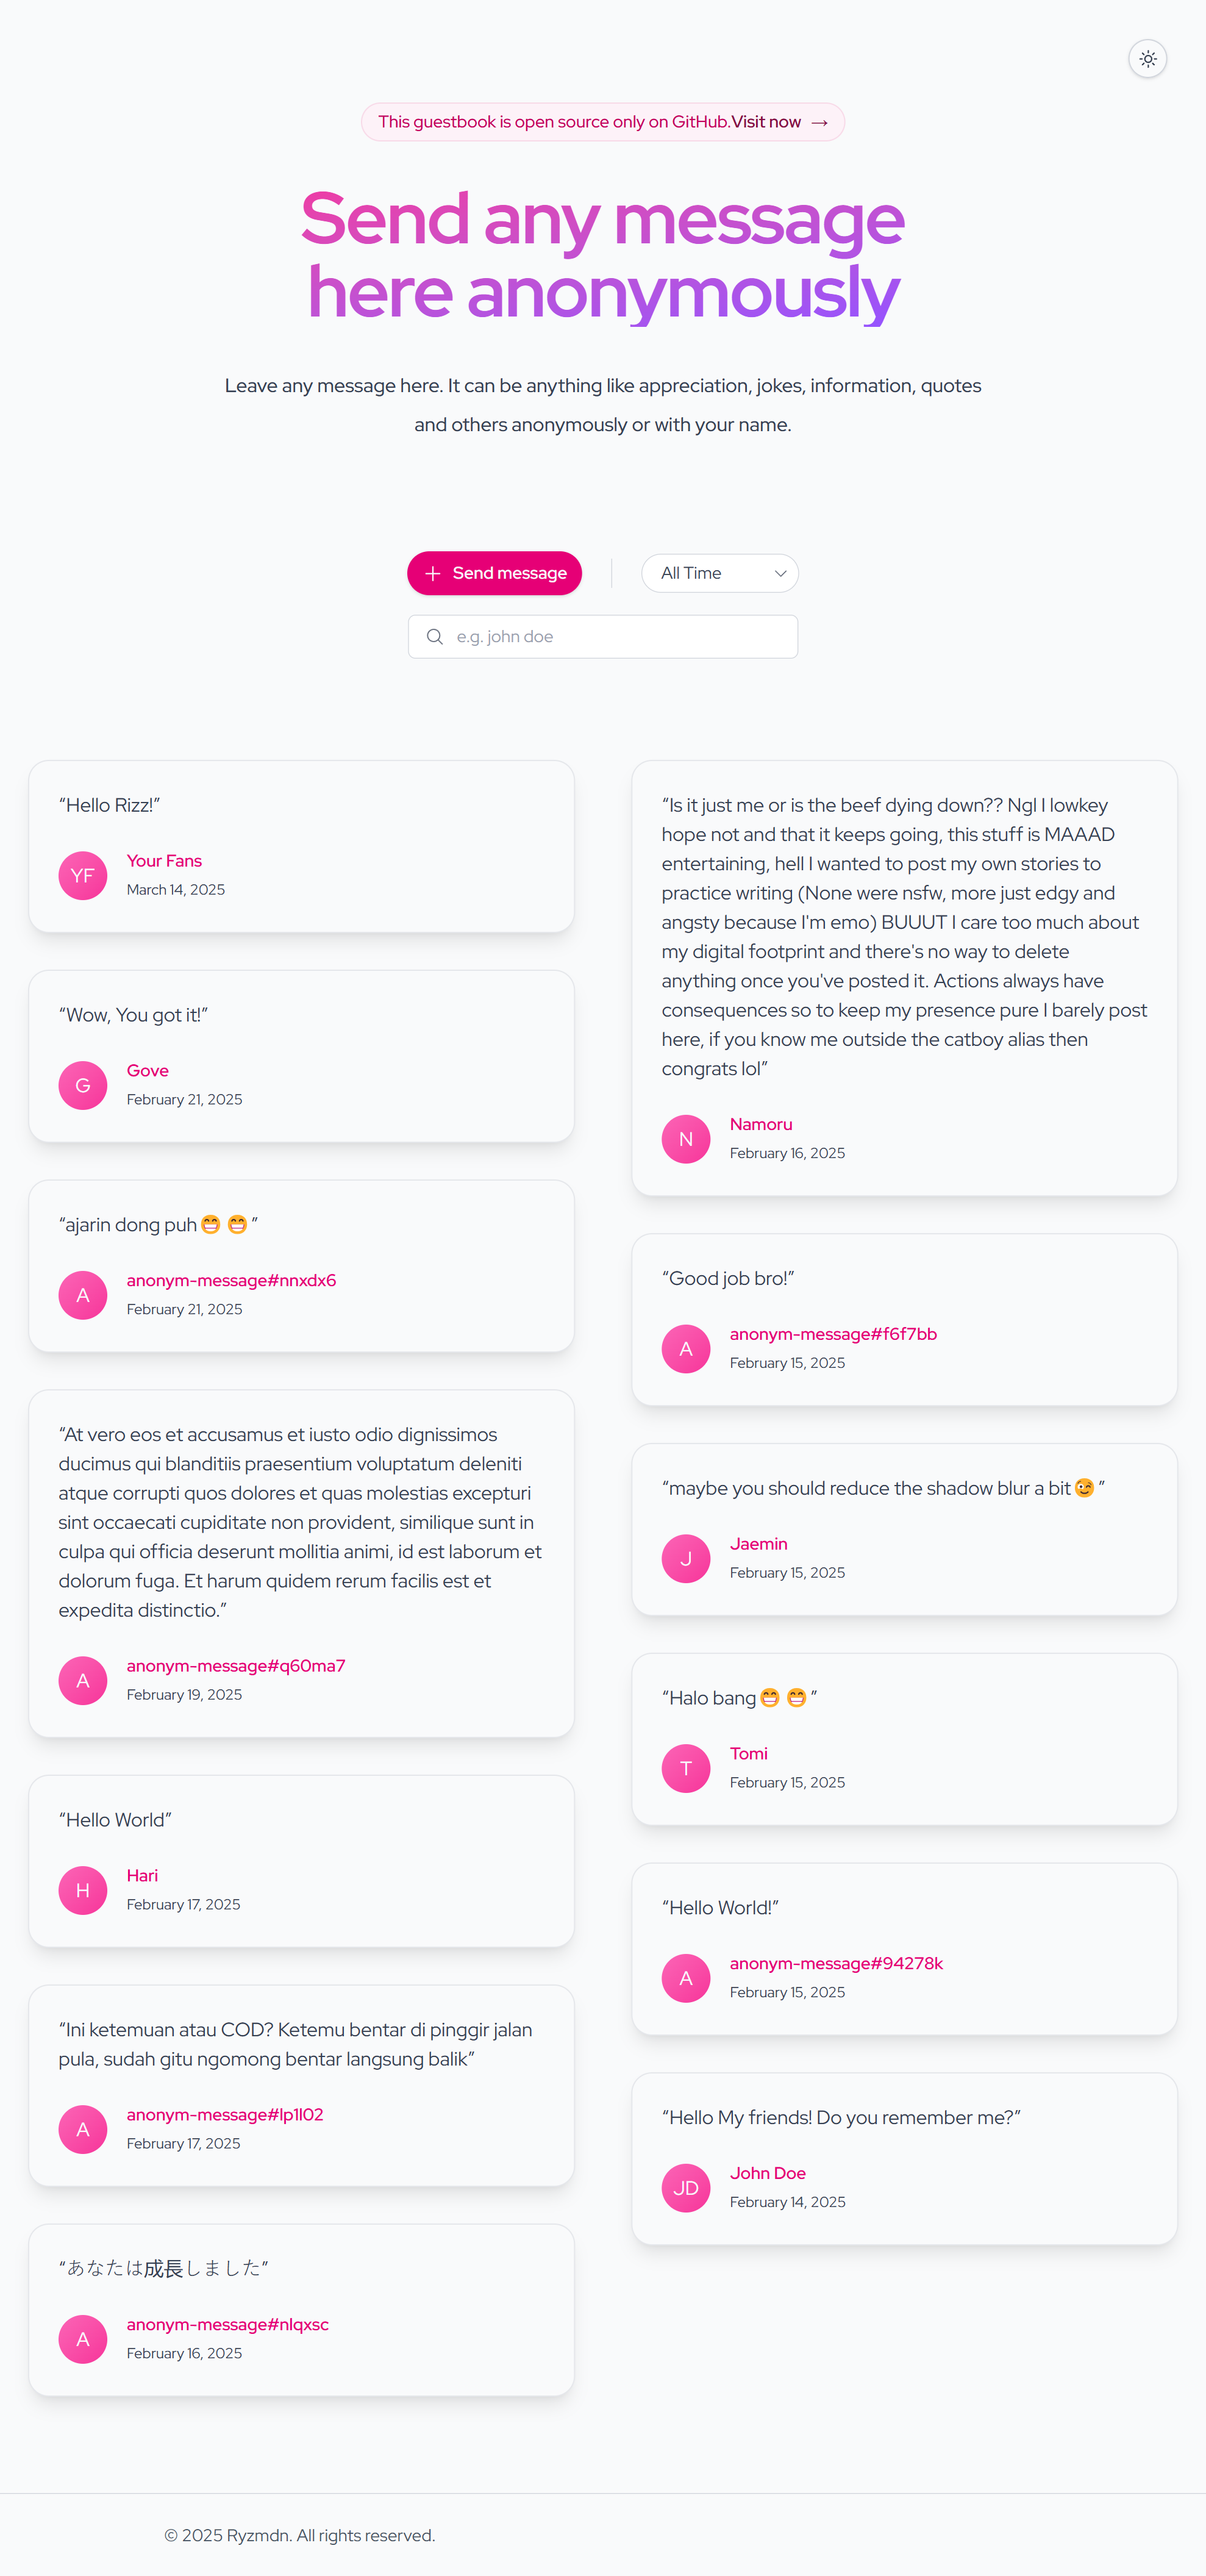 This guestbook is open source only on GitHub.Visit now →
Send any message
here anonymously
Leave any message here. It can be anything like appreciation, jokes, information, quotes
and others anonymously or with your name.
Send message
All Time
e.g. john doe
“Hello Rizz!”
YF
Your Fans
March 14, 2025
“Wow, You got it!”
G
Gove
February 21, 2025
“ajarin dong puh😁 😁 ”
A
anonym-message#nnxdx6
February 21, 2025
“At vero eos et accusamus et iusto odio dignissimos
ducimus qui blanditiis praesentium voluptatum deleniti
atque corrupti quos dolores et quas molestias excepturi
sint occaecati cupiditate non provident, similique sunt in
culpa qui officia deserunt mollitia animi, id est laborum et
dolorum fuga. Et harum quidem rerum facilis est et
expedita distinctio.”
A
anonym-message#q60ma7
February 19, 2025
“Hello World”
H
Hari
February 17, 2025
“Ini ketemuan atau COD? Ketemu bentar di pinggir jalan
pula, sudah gitu ngomong bentar langsung balik”
A
anonym-message#lp1l02
February 17, 2025
“あなたは成長しました”
A
anonym-message#nlqxsc
February 16, 2025
“Is it just me or is the beef dying down?? Ngl I lowkey
hope not and that it keeps going, this stuff is MAAAD
entertaining, hell I wanted to post my own stories to
practice writing (None were nsfw, more just edgy and
angsty because I'm emo) BUUUT I care too much about
my digital footprint and there's no way to delete
anything once you've posted it. Actions always have
consequences so to keep my presence pure I barely post
here, if you know me outside the catboy alias then
congrats lol”
N
Namoru
February 16, 2025
“Good job bro!”
A
anonym-message#f6f7bb
February 15, 2025
“maybe you should reduce the shadow blur a bit😉 ”
J
Jaemin
February 15, 2025
“Halo bang😁 😁 ”
T
Tomi
February 15, 2025
“Hello World!”
A
anonym-message#94278k
February 15, 2025
“Hello My friends! Do you remember me?”
JD
John Doe
February 14, 2025
© 2025 Ryzmdn. All rights reserved.